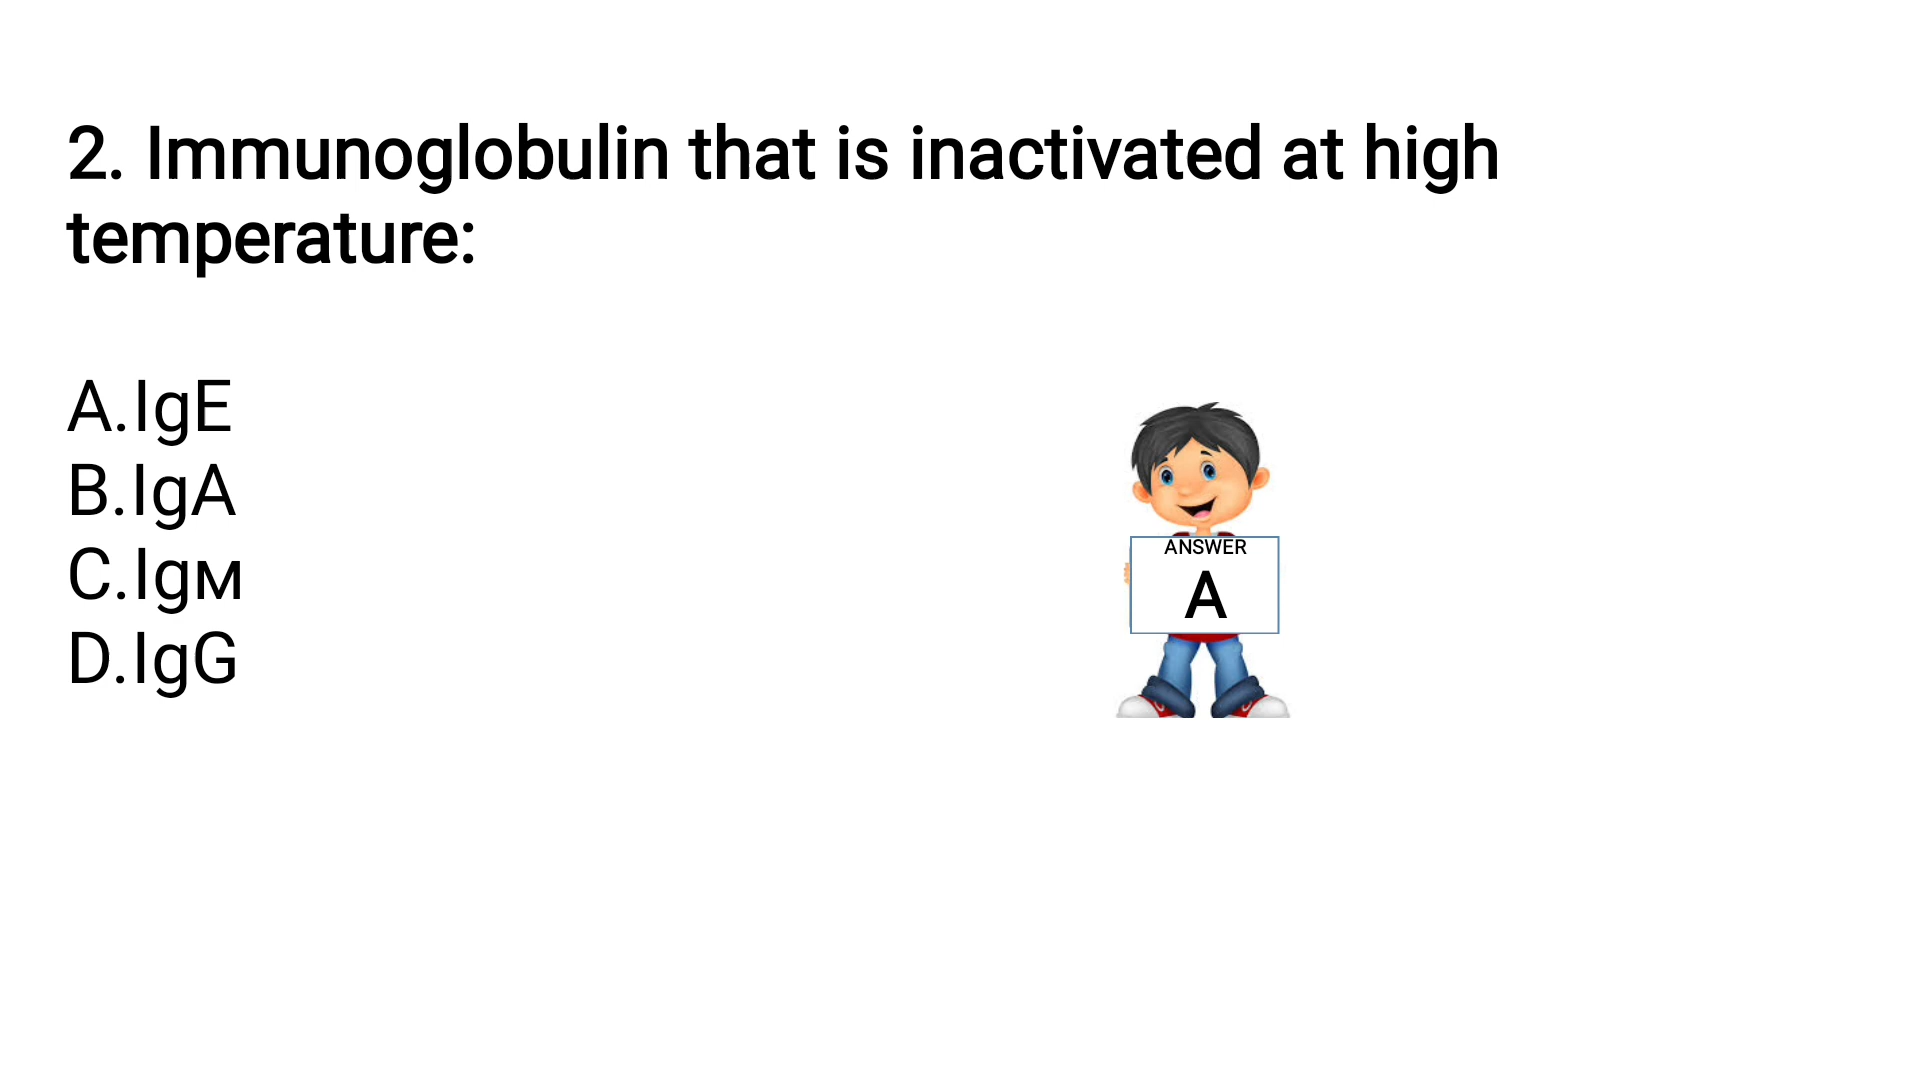 2. Immunoglobulin that is inactivated at high
temperature:
A.IgE
B.IgA
C.Igм
D.IgG
ANSWER
A